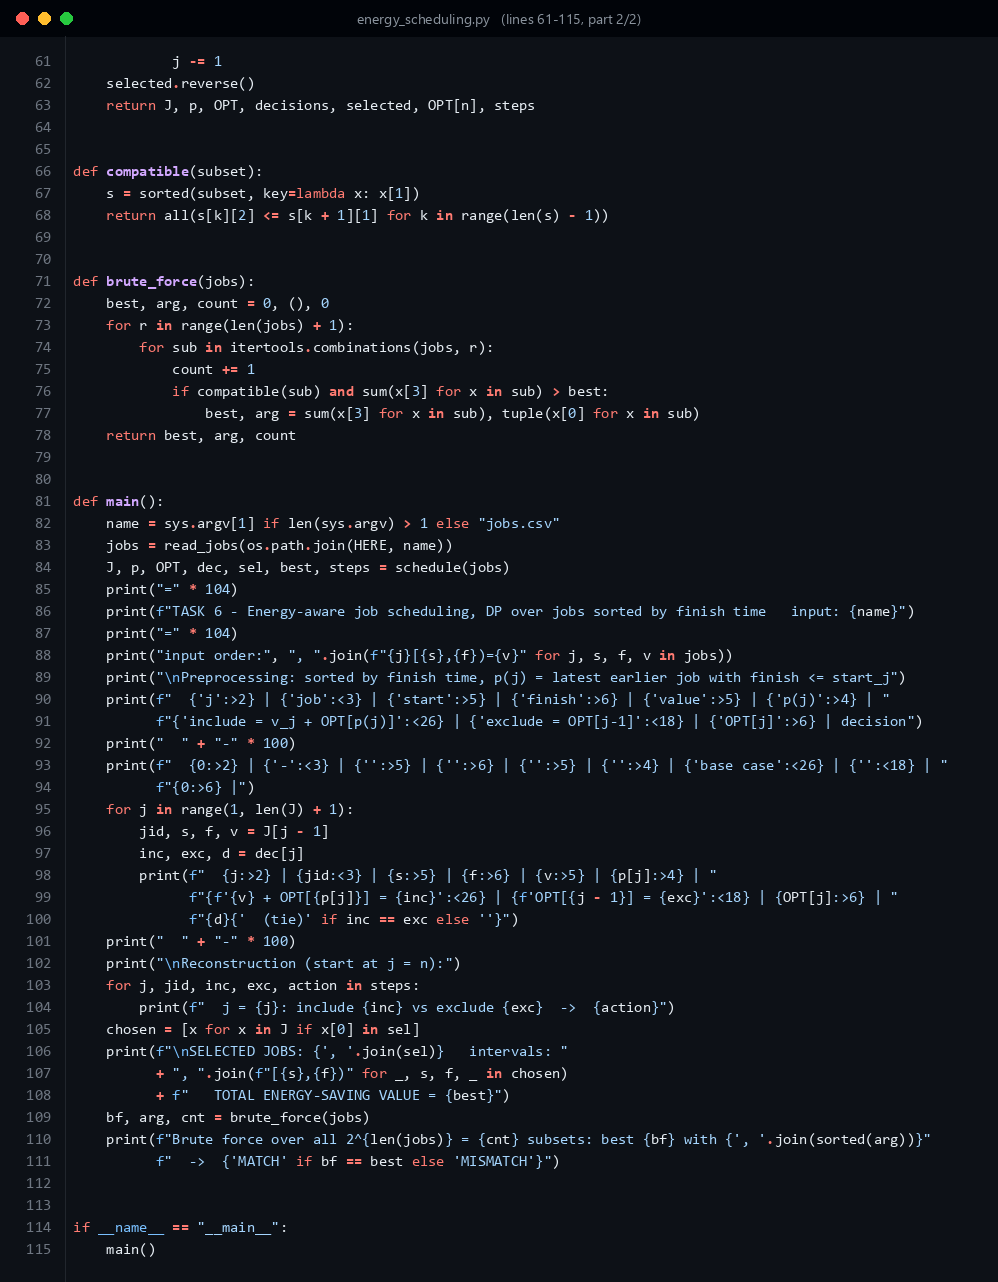 energy_scheduling.py   (lines 61-115, part 2/2)
61              j -= 1
62      selected.reverse()
63      return J, p, OPT, decisions, selected, OPT[n], steps
64
65
66  def compatible(subset):
67      s = sorted(subset, key=lambda x: x[1])
68      return all(s[k][2] <= s[k + 1][1] for k in range(len(s) - 1))
69
70
71  def brute_force(jobs):
72      best, arg, count = 0, (), 0
73      for r in range(len(jobs) + 1):
74          for sub in itertools.combinations(jobs, r):
75              count += 1
76              if compatible(sub) and sum(x[3] for x in sub) > best:
77                  best, arg = sum(x[3] for x in sub), tuple(x[0] for x in sub)
78      return best, arg, count
79
80
81  def main():
82      name = sys.argv[1] if len(sys.argv) > 1 else "jobs.csv"
83      jobs = read_jobs(os.path.join(HERE, name))
84      J, p, OPT, dec, sel, best, steps = schedule(jobs)
85      print("=" * 104)
86      print(f"TASK 6 - Energy-aware job scheduling, DP over jobs sorted by finish time   input: {name}")
87      print("=" * 104)
88      print("input order:", ", ".join(f"{j}[{s},{f})={v}" for j, s, f, v in jobs))
89      print("\nPreprocessing: sorted by finish time, p(j) = latest earlier job with finish <= start_j")
90      print(f"  {'j':>2} | {'job':<3} | {'start':>5} | {'finish':>6} | {'value':>5} | {'p(j)':>4} | "
91            f"{'include = v_j + OPT[p(j)]':<26} | {'exclude = OPT[j-1]':<18} | {'OPT[j]':>6} | decision")
92      print("  " + "-" * 100)
93      print(f"  {0:>2} | {'-':<3} | {'':>5} | {'':>6} | {'':>5} | {'':>4} | {'base case':<26} | {'':<18} | "
94            f"{0:>6} |")
95      for j in range(1, len(J) + 1):
96          jid, s, f, v = J[j - 1]
97          inc, exc, d = dec[j]
98          print(f"  {j:>2} | {jid:<3} | {s:>5} | {f:>6} | {v:>5} | {p[j]:>4} | "
99                f"{f'{v} + OPT[{p[j]}] = {inc}':<26} | {f'OPT[{j - 1}] = {exc}':<18} | {OPT[j]:>6} | "
100               f"{d}{'  (tie)' if inc == exc else ''}")
101     print("  " + "-" * 100)
102     print("\nReconstruction (start at j = n):")
103     for j, jid, inc, exc, action in steps:
104         print(f"  j = {j}: include {inc} vs exclude {exc}  ->  {action}")
105     chosen = [x for x in J if x[0] in sel]
106     print(f"\nSELECTED JOBS: {', '.join(sel)}   intervals: "
107           + ", ".join(f"[{s},{f})" for _, s, f, _ in chosen)
108           + f"   TOTAL ENERGY-SAVING VALUE = {best}")
109     bf, arg, cnt = brute_force(jobs)
110     print(f"Brute force over all 2^{len(jobs)} = {cnt} subsets: best {bf} with {', '.join(sorted(arg))}"
111           f"  ->  {'MATCH' if bf == best else 'MISMATCH'}")
112
113
114 if __name__ == "__main__":
115     main()